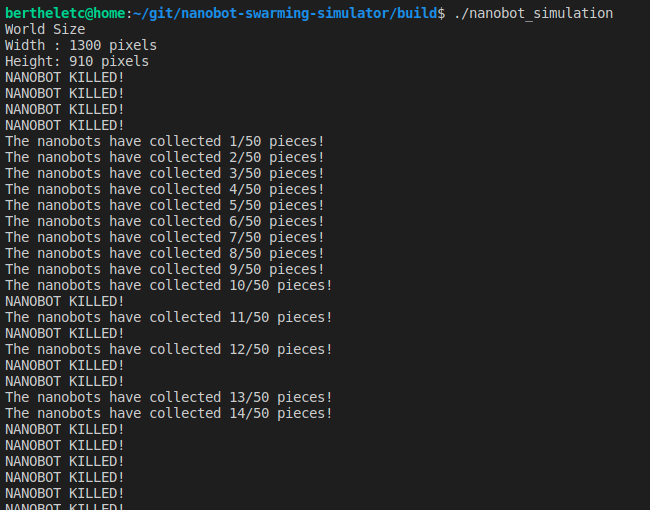 bertheletc@home:~/git/nanobot-swarming-simulator/build$ ./nanobot_simulation
World Size
Width : 1300 pixels
Height: 910 pixels
NANOBOT KILLED!
NANOBOT KILLED!
NANOBOT KILLED!
NANOBOT KILLED!
The nanobots have collected 1/50 pieces!
The nanobots have collected 2/50 pieces!
The nanobots have collected 3/50 pieces!
The nanobots have collected 4/50 pieces!
The nanobots have collected 5/50 pieces!
The nanobots have collected 6/50 pieces!
The nanobots have collected 7/50 pieces!
The nanobots have collected 8/50 pieces!
The nanobots have collected 9/50 pieces!
The nanobots have collected 10/50 pieces!
NANOBOT KILLED!
The nanobots have collected 11/50 pieces!
NANOBOT KILLED!
The nanobots have collected 12/50 pieces!
NANOBOT KILLED!
NANOBOT KILLED!
The nanobots have collected 13/50 pieces!
The nanobots have collected 14/50 pieces!
NANOBOT KILLED!
NANOBOT KILLED!
NANOBOT KILLED!
NANOBOT KILLED!
NANOBOT KILLED!
NANOBOT KILLED!